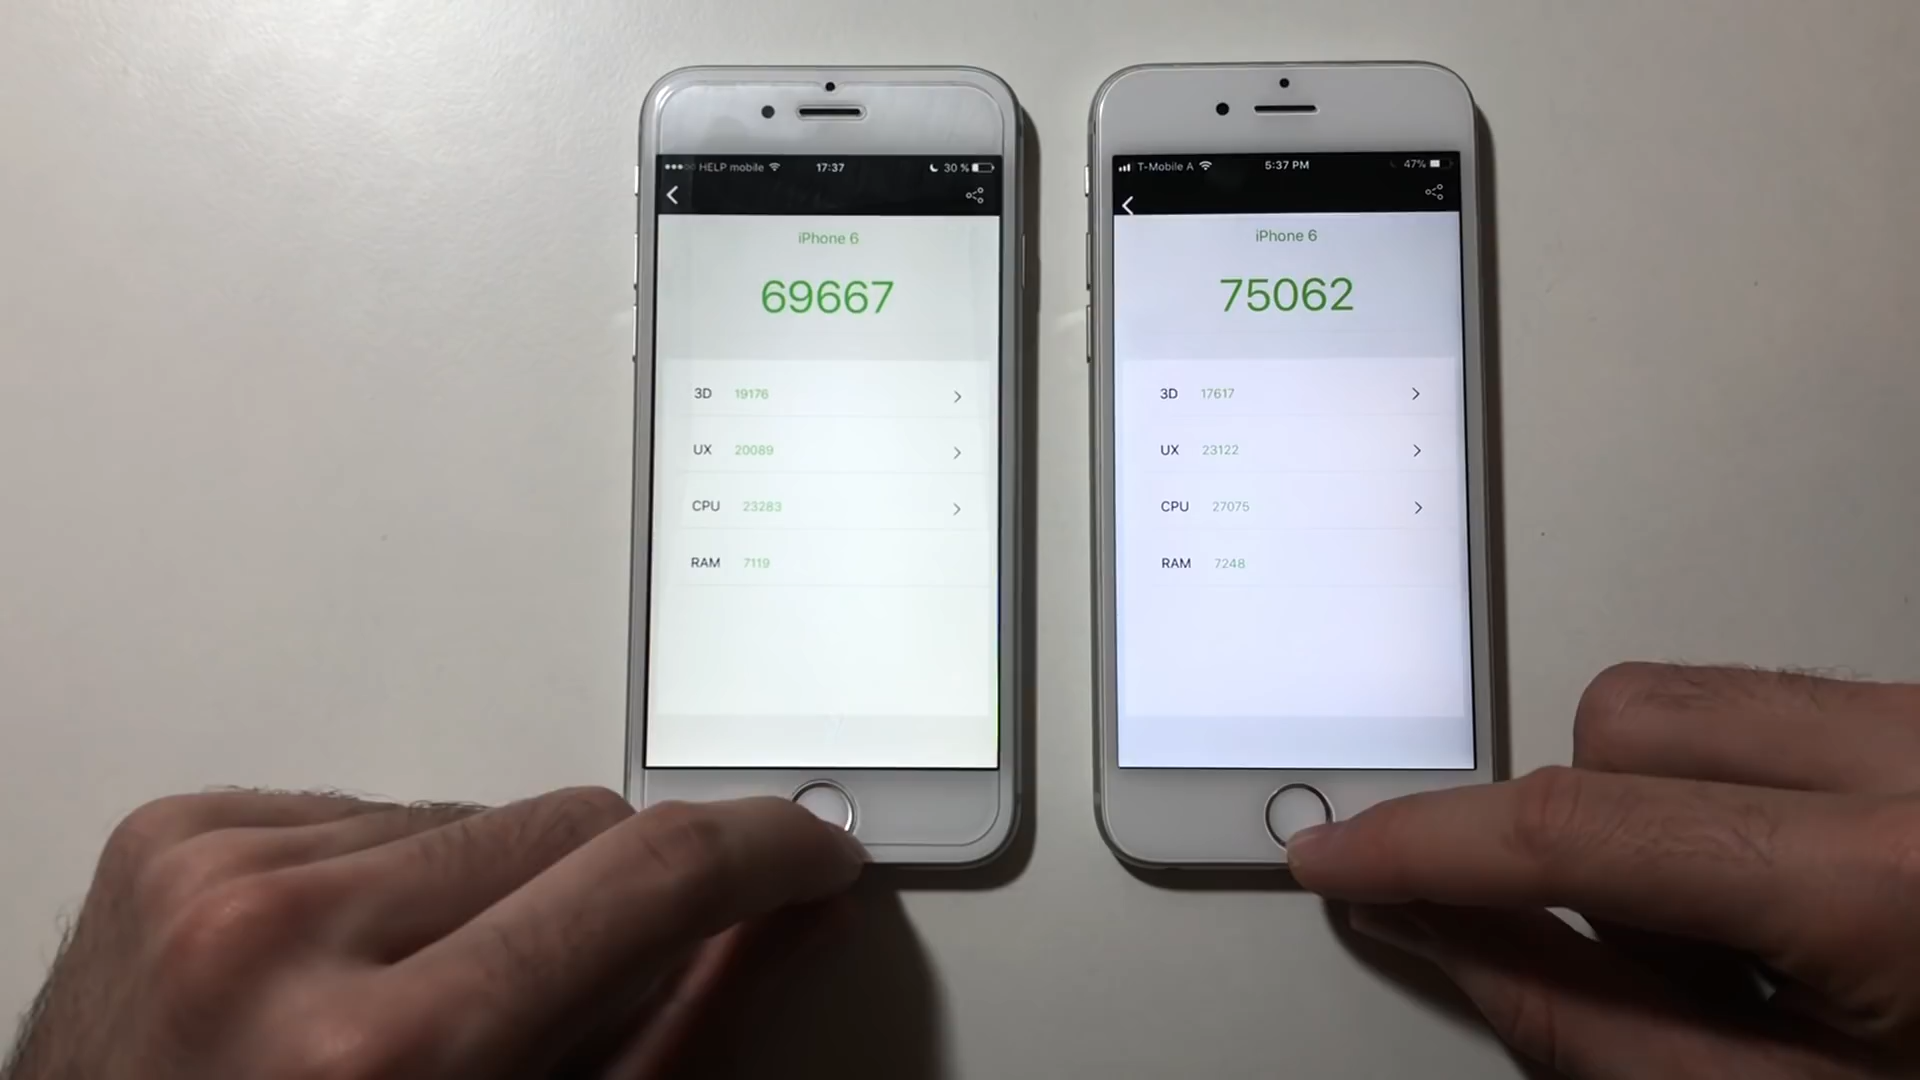 HELP mobile 17:37 30 %
iPhone 6
69667
3D 19176
UX 20089
CPU 23283
RAM 7119
T-Mobile A 5:37 PM 47%
iPhone 6
75062
3D 17617
UX 23122
CPU 27075
RAM 7248